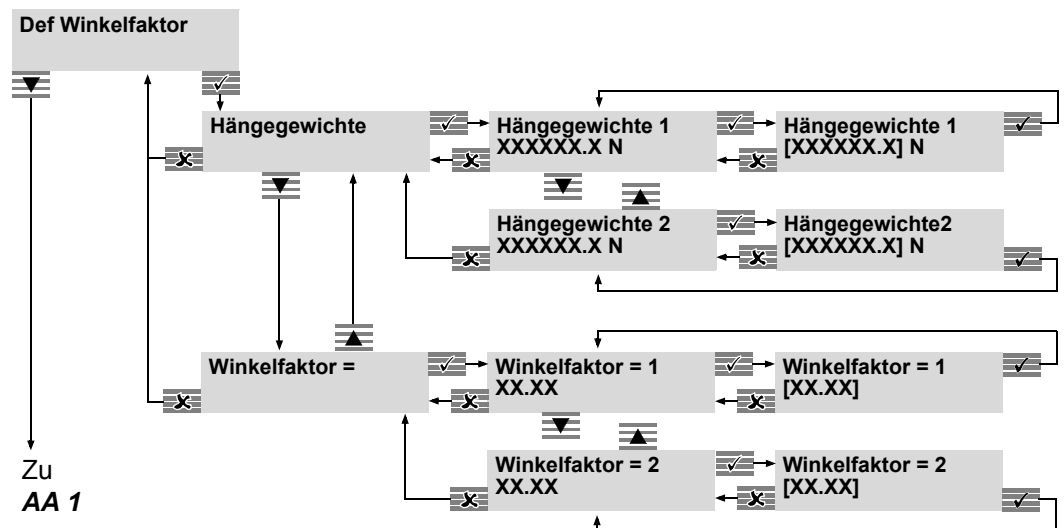 Def Winkelfaktor
Hängegewichte
Hängegewichte 1
XXXXXX.X N
Hängegewichte 1
[XXXXXX.X] N
Hängegewichte 2
XXXXXX.X N
Hängegewichte2
[XXXXXX.X] N
Winkelfaktor =
Winkelfaktor = 1
XX.XX
Winkelfaktor = 1
[XX.XX]
Winkelfaktor = 2
XX.XX
Winkelfaktor = 2
[XX.XX]
Zu
AA 1